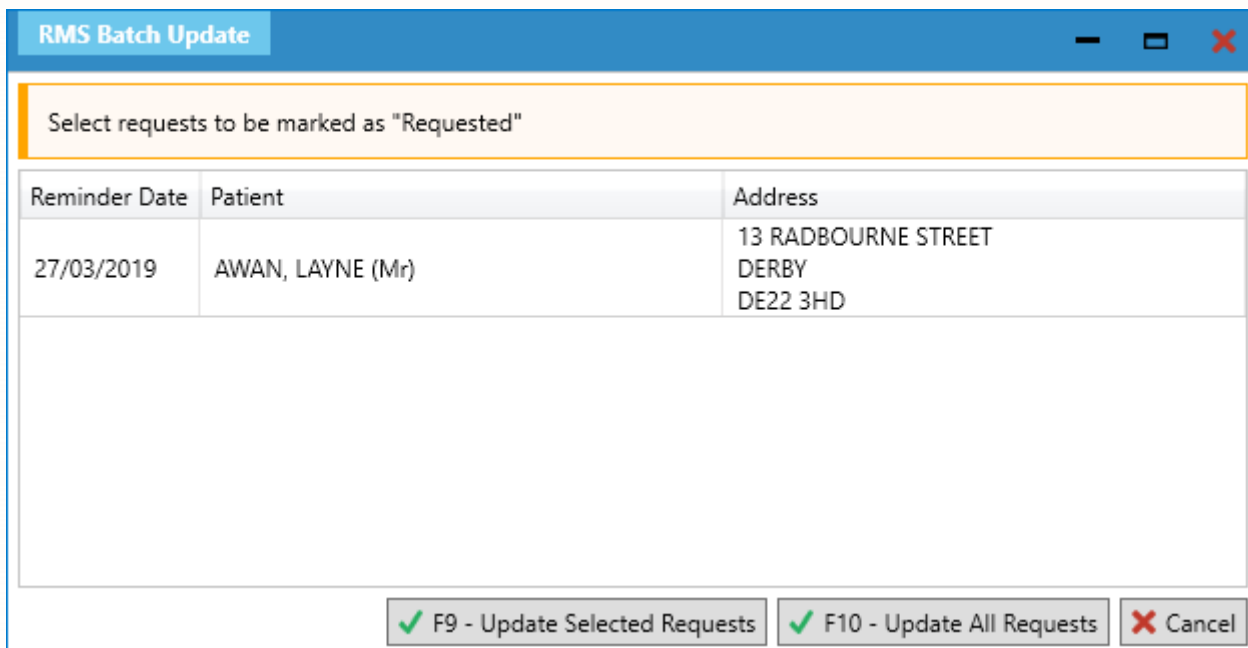 RMS Batch Update
Select requests to be marked as "Requested"
Reminder Date Patient Address
27/03/2019 AWAN, LAYNE (Mr) 13 RADBOURNE STREET
DERBY
DE22 3HD
F9 - Update Selected Requests F10 - Update All Requests Cancel